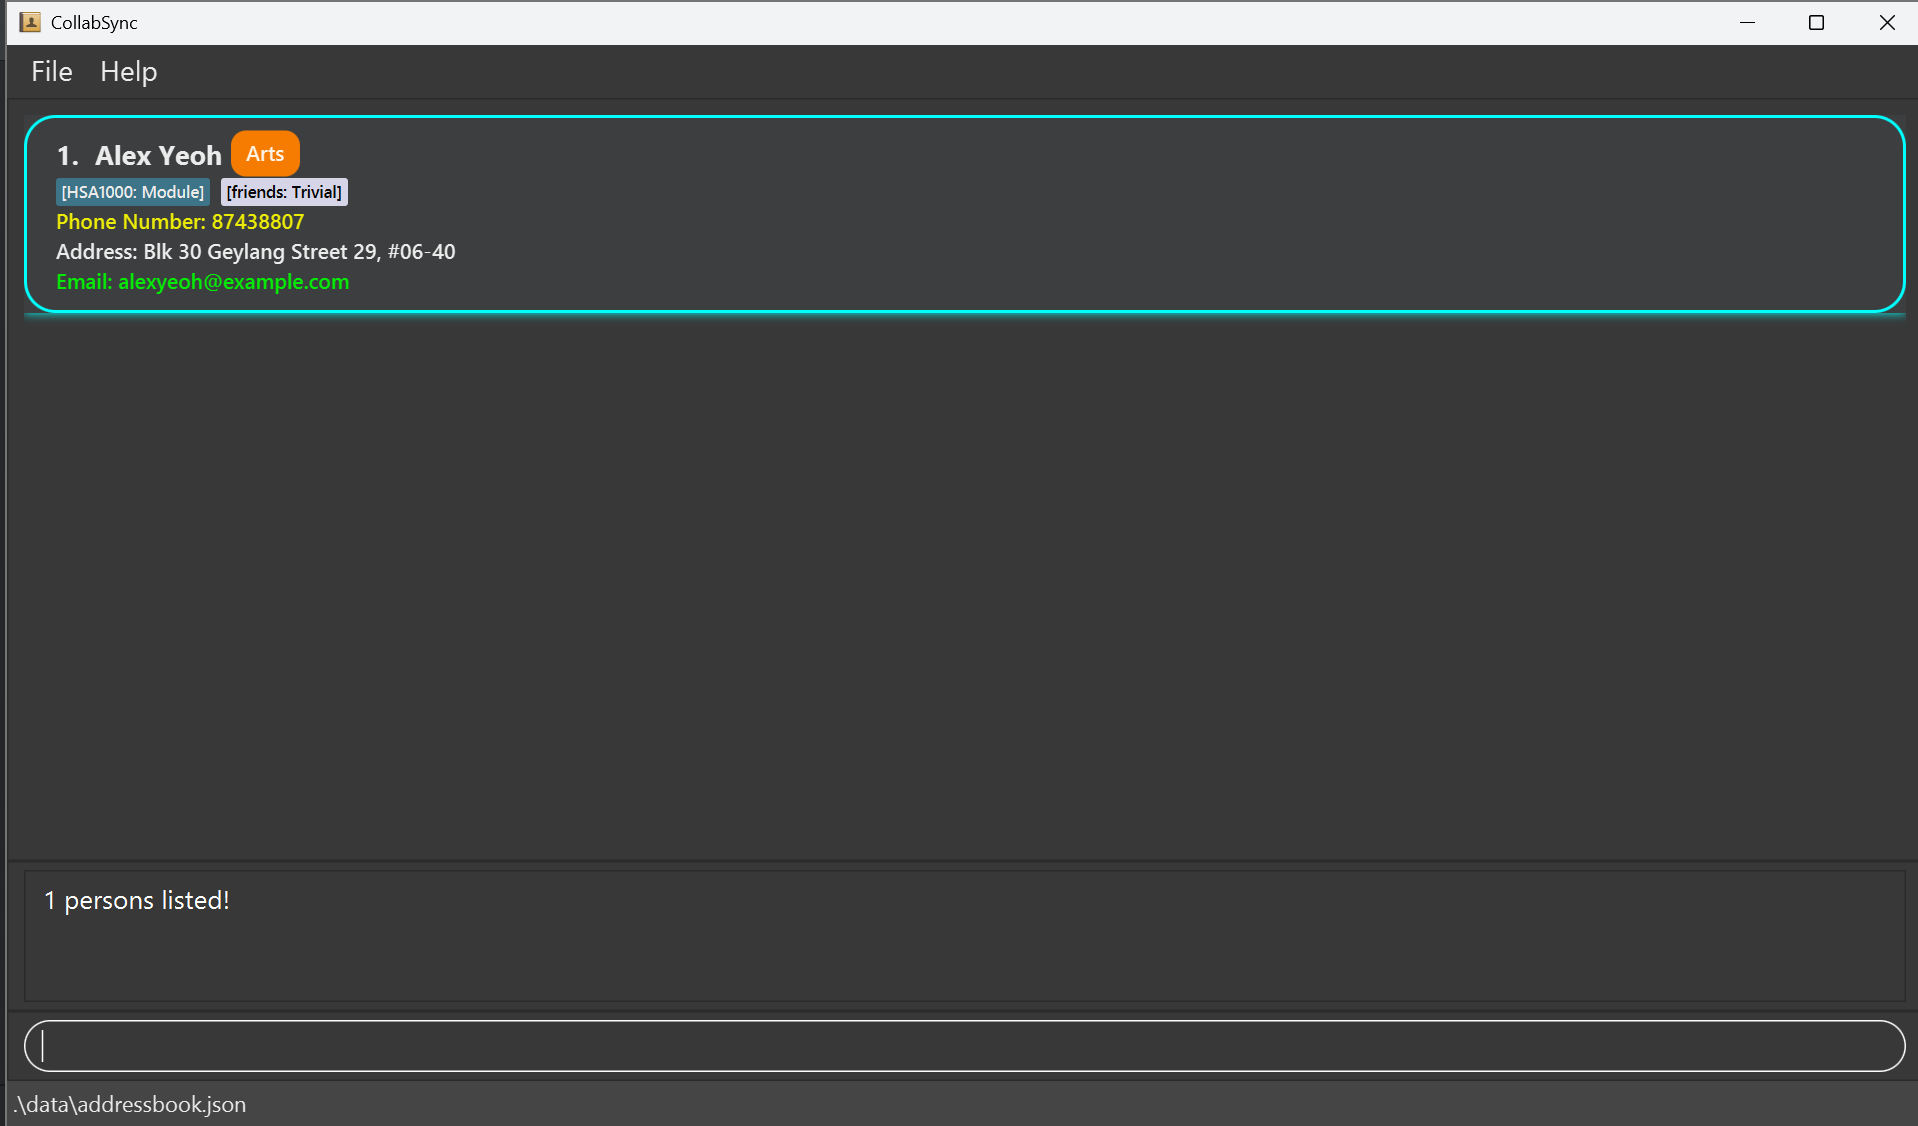 CollabSync
File Help
1. Alex Yeoh Arts
[HSA1000: Module] [friends: Trivial]
Phone Number: 87438807
Address: Blk 30 Geylang Street 29, #06-40
Email: alexyeoh@example.com
1 persons listed!
.\data\addressbook.json